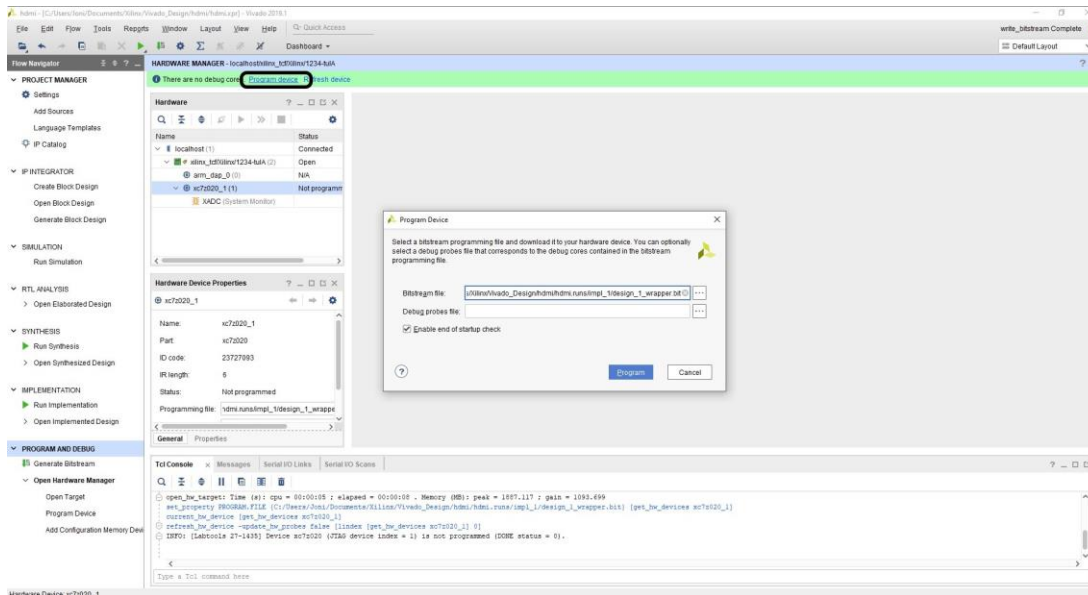 hdmi - [C:/Users/Joni/Documents/Xilinx/Vivado_Design/hdmi/hdmi.xpr] - Vivado 2018.1
File Edit Flow Tools Reports Window Layout View Help Quick Access
write_bitstream Complete
Dashboard
Default Layout
Flow Navigator
PROJECT MANAGER
Settings
Add Sources
Language Templates
IP Catalog
IP INTEGRATOR
Create Block Design
Open Block Design
Generate Block Design
SIMULATION
Run Simulation
RTL ANALYSIS
Open Elaborated Design
SYNTHESIS
Run Synthesis
Open Synthesized Design
IMPLEMENTATION
Run Implementation
Open Implemented Design
PROGRAM AND DEBUG
Generate Bitstream
Open Hardware Manager
Open Target
Program Device
Add Configuration Memory Devi
HARDWARE MANAGER - localhost/xilinx_tcf/Xilinx/1234-tulA
There are no debug cores. Program device Refresh device
Hardware
Name Status
localhost (1) Connected
xilinx_tcf/Xilinx/1234-tulA (2) Open
arm_dap_0 (0) N/A
xc7z020_1 (1) Not programm
XADC (System Monitor)
Hardware Device Properties
xc7z020_1
Name: xc7z020_1
Part: xc7z020
ID code: 23727093
IR length: 6
Status: Not programmed
Programming file: hdmi.runs/impl_1/design_1_wrappe
General Properties
Program Device
Select a bitstream programming file and download it to your hardware device. You can optionally
select a debug probes file that corresponds to the debug cores contained in the bitstream
programming file.
Bitstream file: s/Xilinx/Vivado_Design/hdmi/hdmi.runs/impl_1/design_1_wrapper.bit
Debug probes file:
Enable end of startup check
Program Cancel
Tcl Console Messages Serial I/O Links Serial I/O Scans
open_hw_target: Time (s): cpu = 00:00:05 ; elapsed = 00:00:08 . Memory (MB): peak = 1887.117 ; gain = 1093.699
set_property PROGRAM.FILE {C:/Users/Joni/Documents/Xilinx/Vivado_Design/hdmi/hdmi.runs/impl_1/design_1_wrapper.bit} [get_hw_devices xc7z020_1]
current_hw_device [get_hw_devices xc7z020_1]
refresh_hw_device -update_hw_probes false [lindex [get_hw_devices xc7z020_1] 0]
INFO: [Labtools 27-1435] Device xc7z020 (JTAG device index = 1) is not programmed (DONE status = 0).
Type a Tcl command here
Hardware Device: xc7z020_1